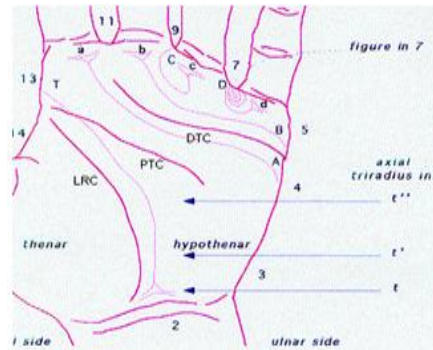 11
9
a
b
C
c
7
figure in 7
13
T
D
d
DTC
B
5
14
A
PTC
axial
LRC
4
triradius in
t''
thenar
hypothenar
t'
3
t
2
l side
ulnar side